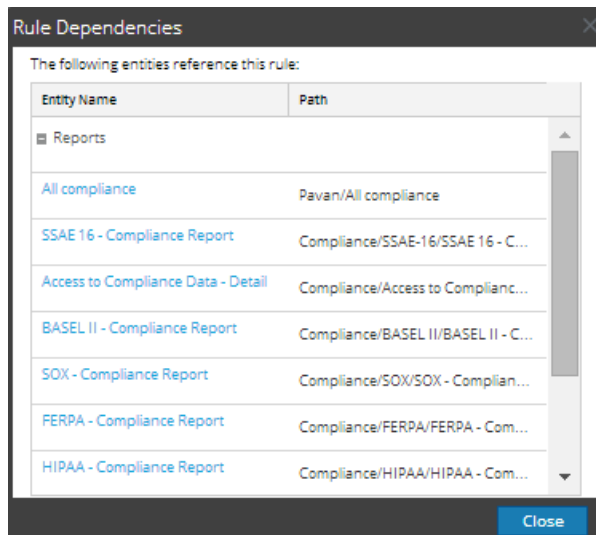 Rule Dependencies
The following entities reference this rule:
Entity Name Path
Reports
All compliance Pavan/All compliance
SSAE 16 - Compliance Report Compliance/SSAE-16/SSAE 16 - C...
Access to Compliance Data - Detail Compliance/Access to Complianc...
BASEL II - Compliance Report Compliance/BASEL II/BASEL II - C...
SOX - Compliance Report Compliance/SOX/SOX - Complian...
FERPA - Compliance Report Compliance/FERPA/FERPA - Com...
HIPAA - Compliance Report Compliance/HIPAA/HIPAA - Com...
Close